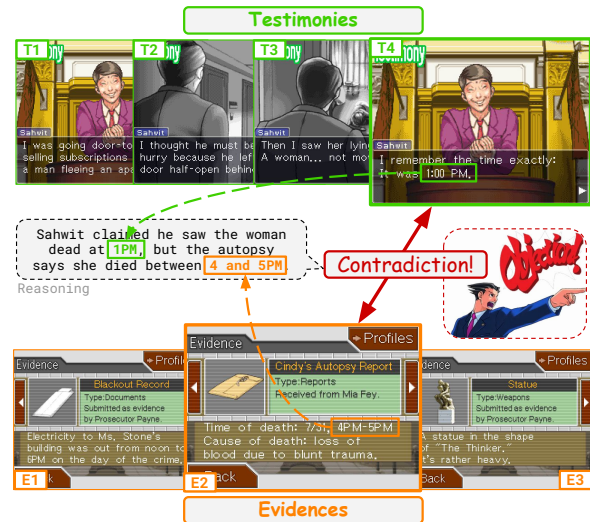 Testimonies
T1
T2
T3
T4
Sahwit
I was going door-to
selling subscriptions
a man fleeing an apa
I thought he must be
hurry because he lef
door half-open behin
Sahwit
Then I saw her lying
A woman... not mov
Sahwit
I remember the time exactly:
It was 1:00 PM.
Sahwit claimed he saw the woman
dead at 1PM, but the autopsy
says she died between 4 and 5PM.
Reasoning
Contradiction!
Objection!
Evidence
Profil
Blackout Record
Type:Documents
Submitted as evidence
by Prosecutor Payne.
Electricity to Ms. Stone's
building was out from noon to
6PM on the day of the crime.
E1
Evidence
Profiles
Cindy's Autopsy Report
Type:Reports
Received from Mia Fey.
Time of death: 7/31, 4PM-5PM
Cause of death: loss of
blood due to blunt trauma.
E2
Back
Evidence
Profiles
Statue
Type:Weapons
Submitted as evidence
by Prosecutor Payne.
A statue in the shape
of "The Thinker."
t's rather heavy.
Back
E3
Evidences